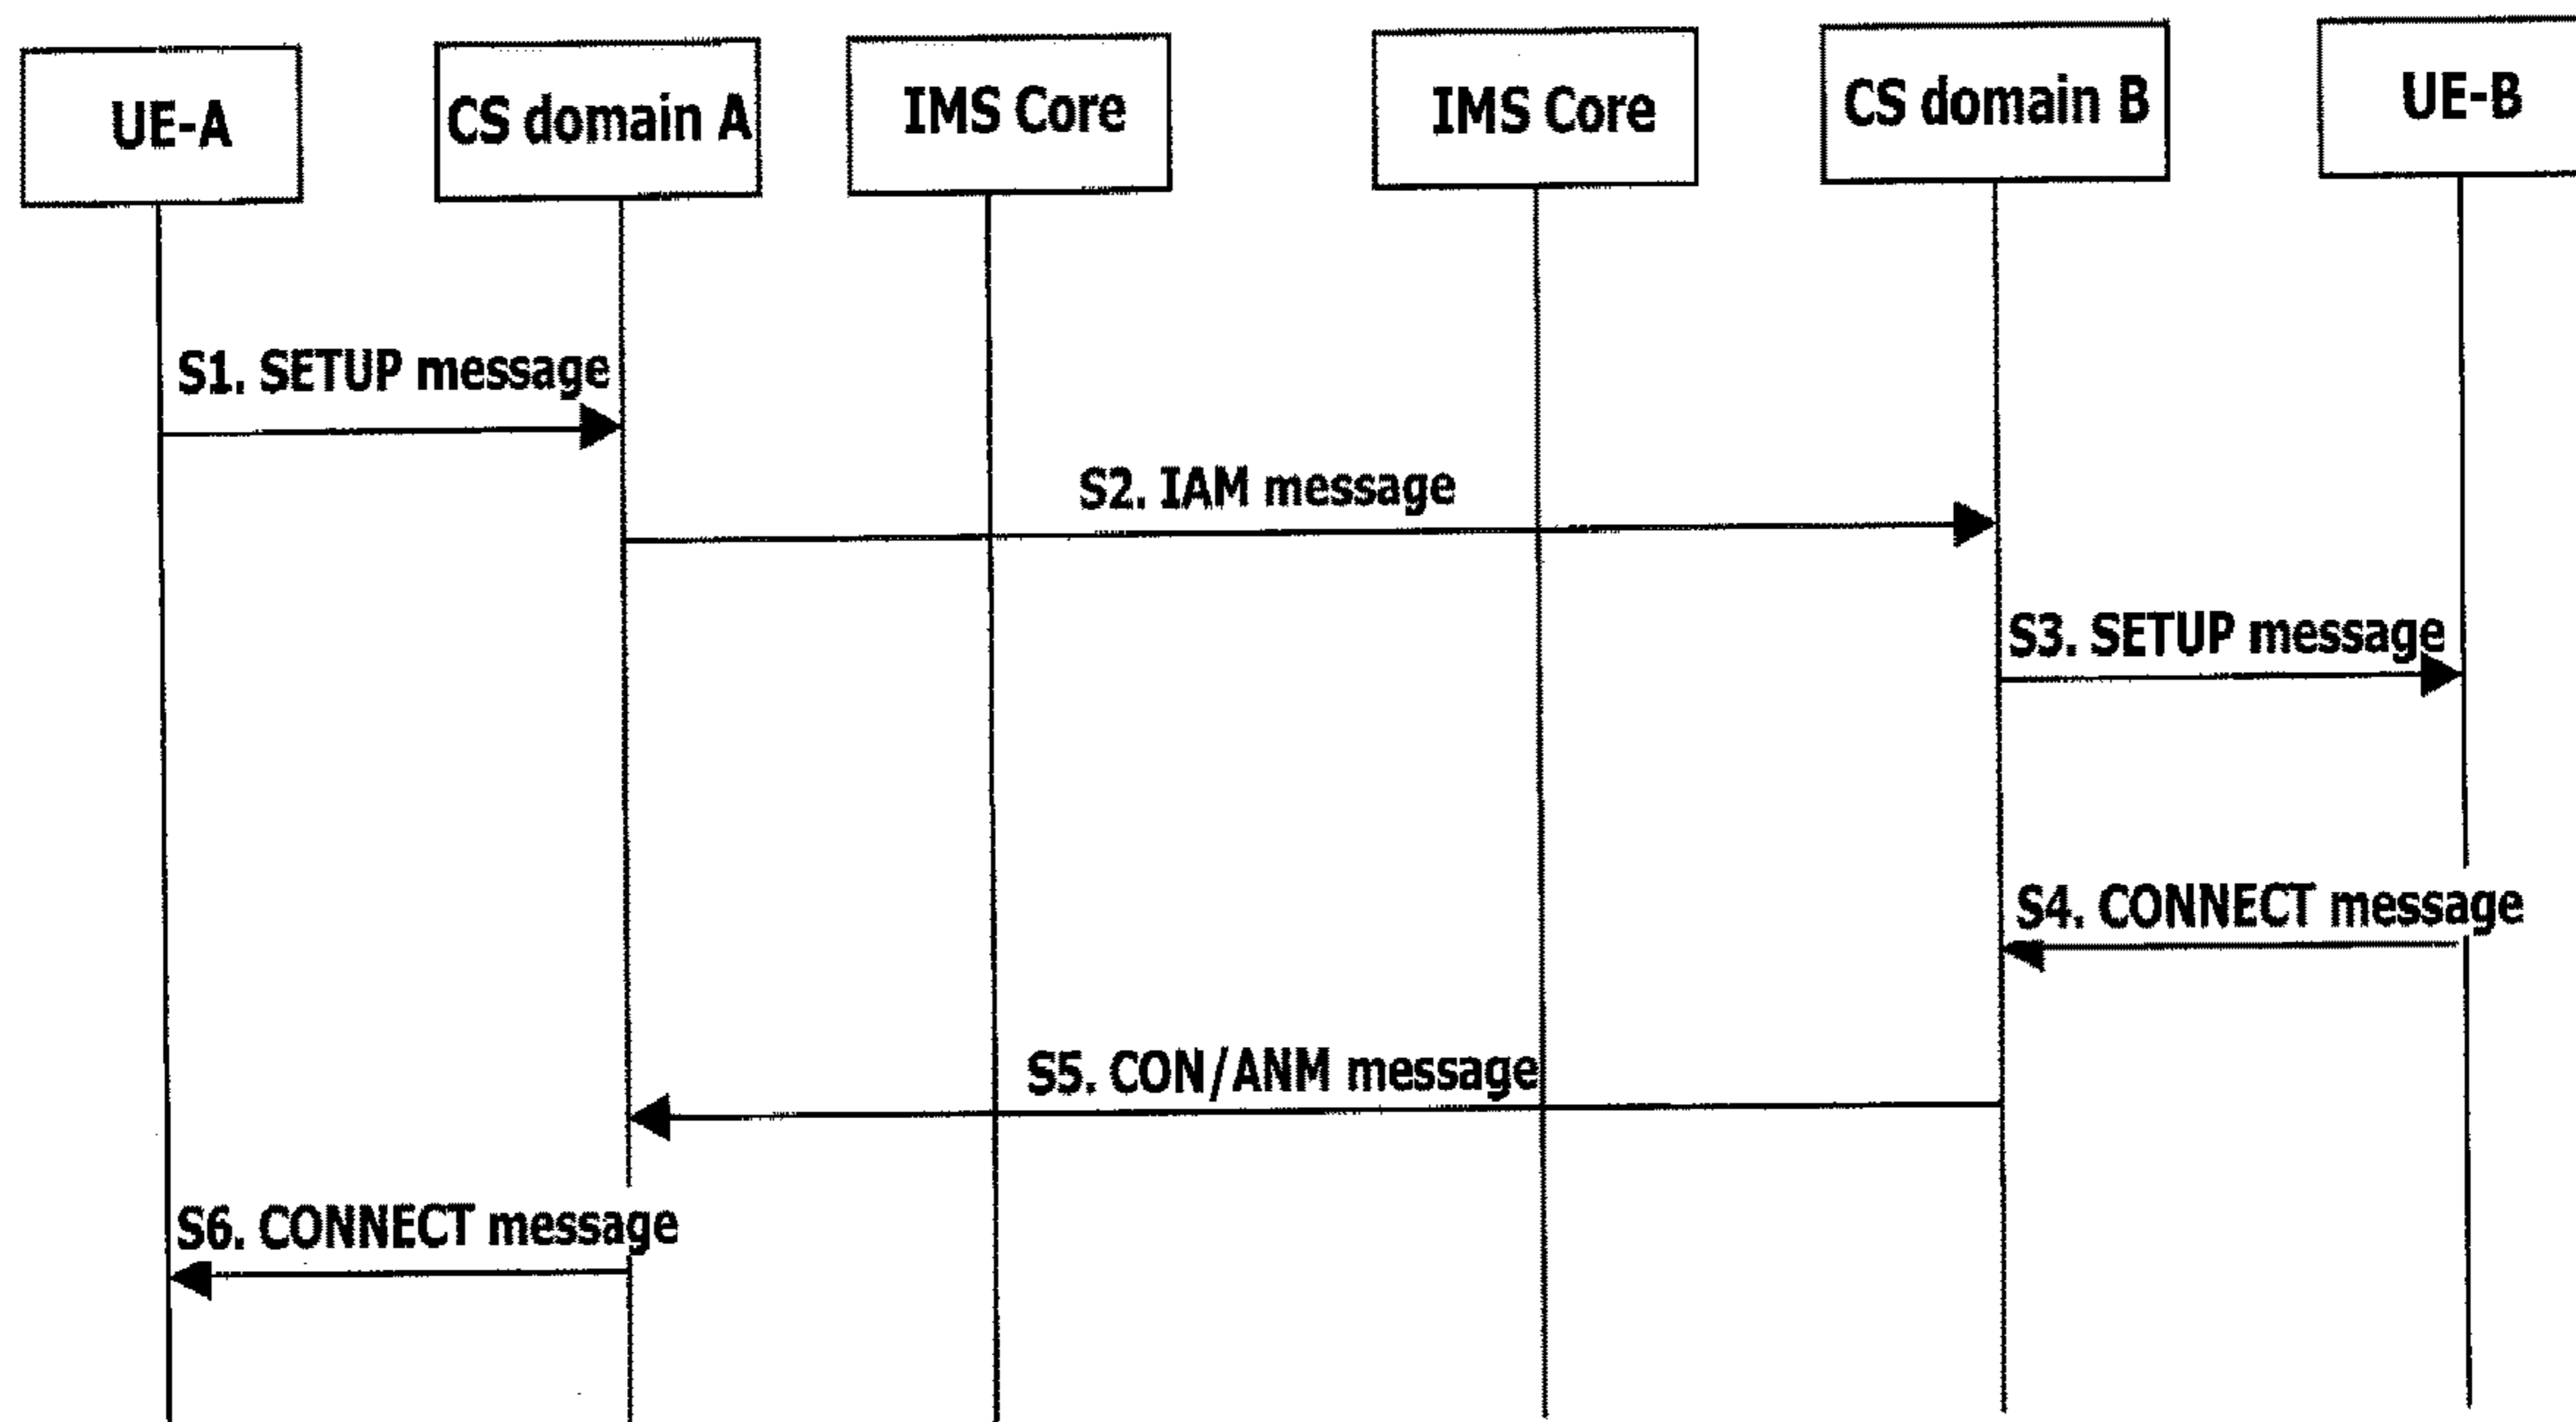 UE-A
CS domain A
IMS Core
IMS Core
CS domain B
UE-B
S1. SETUP message
S2. IAM message
S3. SETUP message
S4. CONNECT message
S5. CON/ANM message
S6. CONNECT message